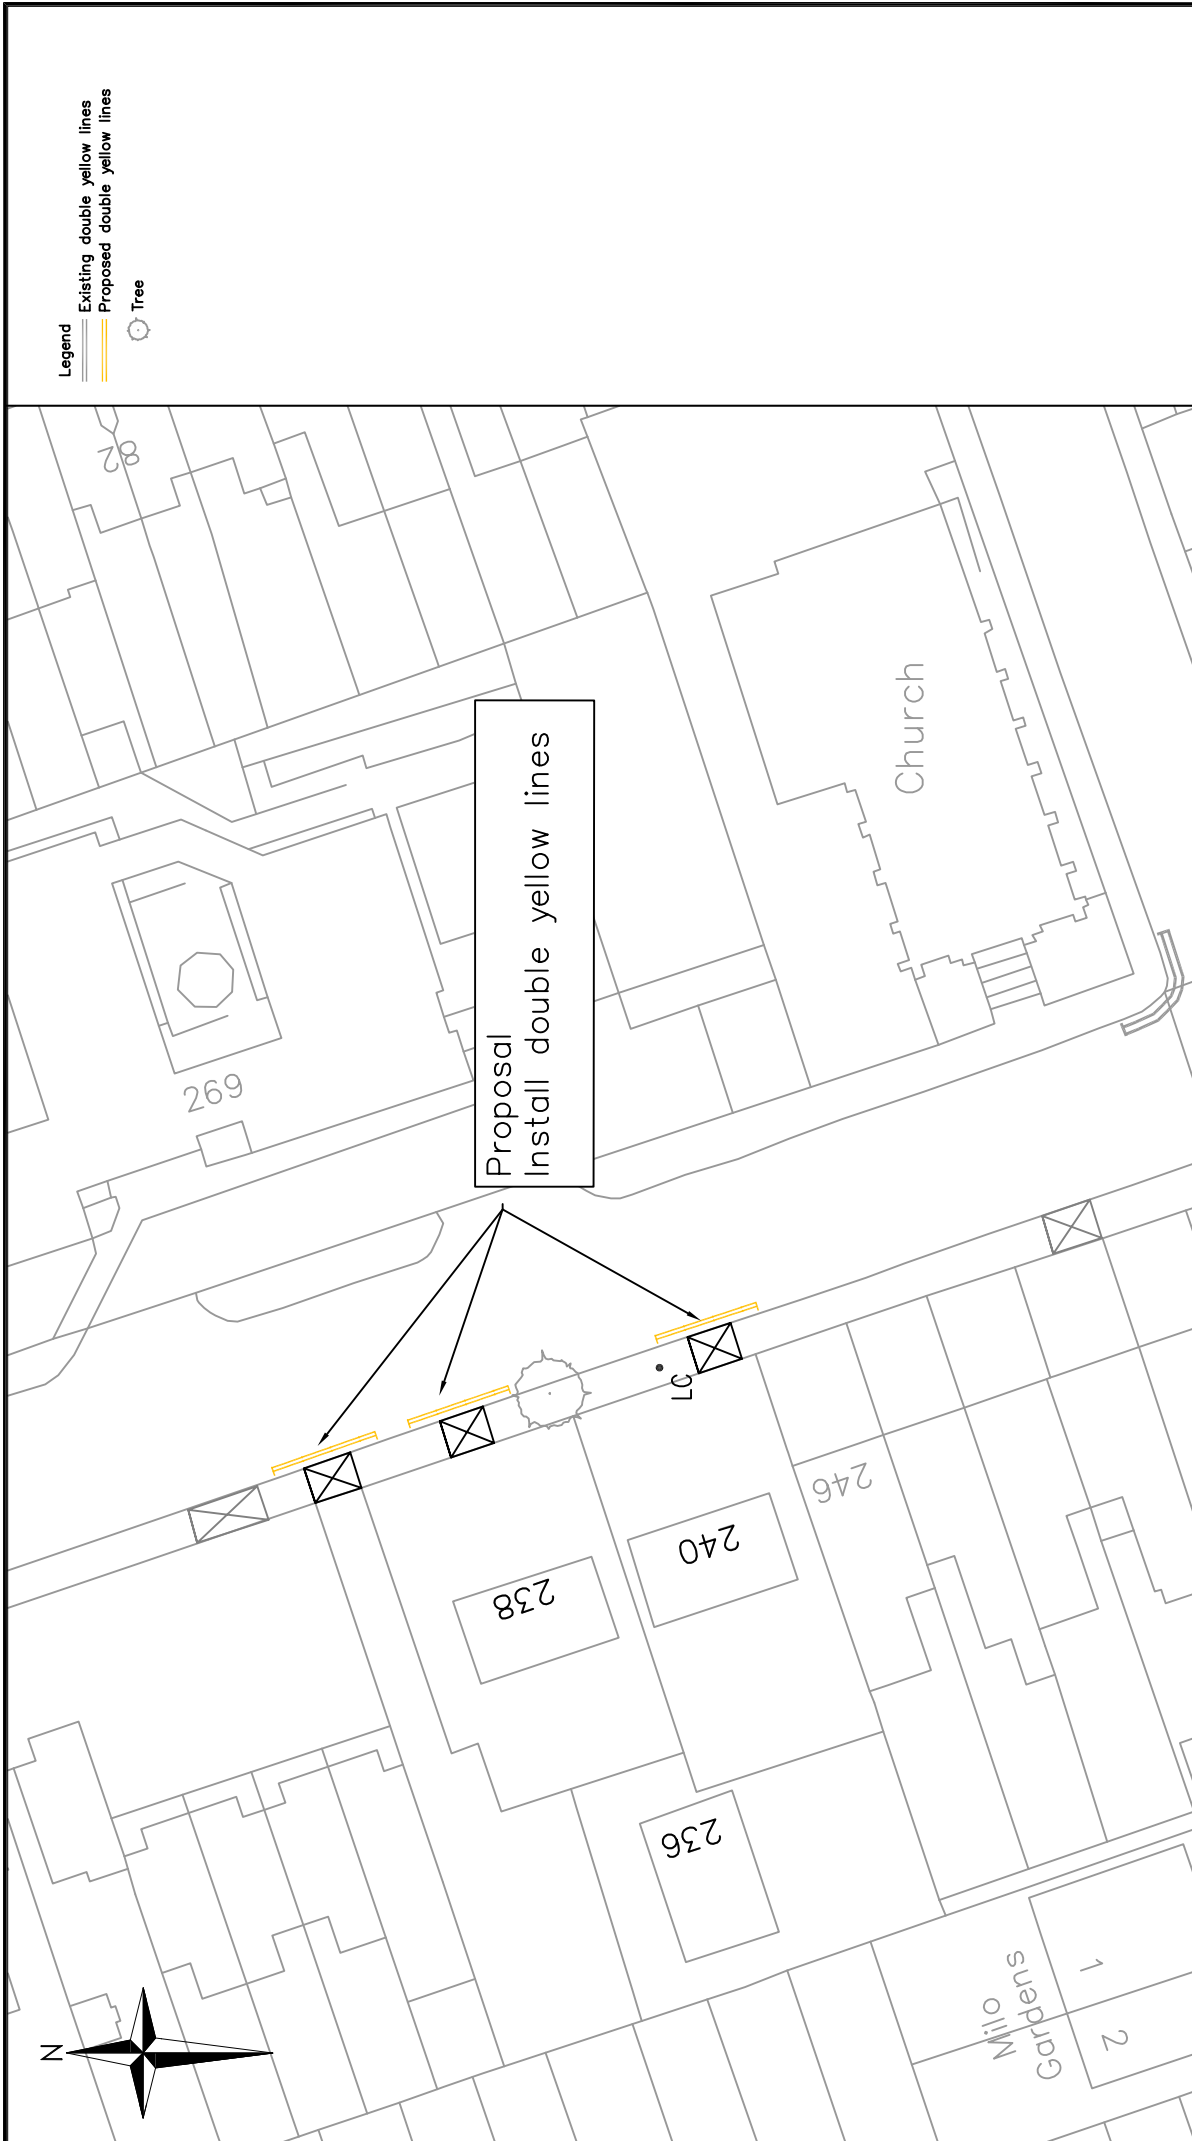 Legend
Existing double yellow lines
Proposed double yellow lines
Tree
82
269
Proposal
Install double yellow lines
Church
LC
246
240
238
236
Milo
Gardens
1
2
N